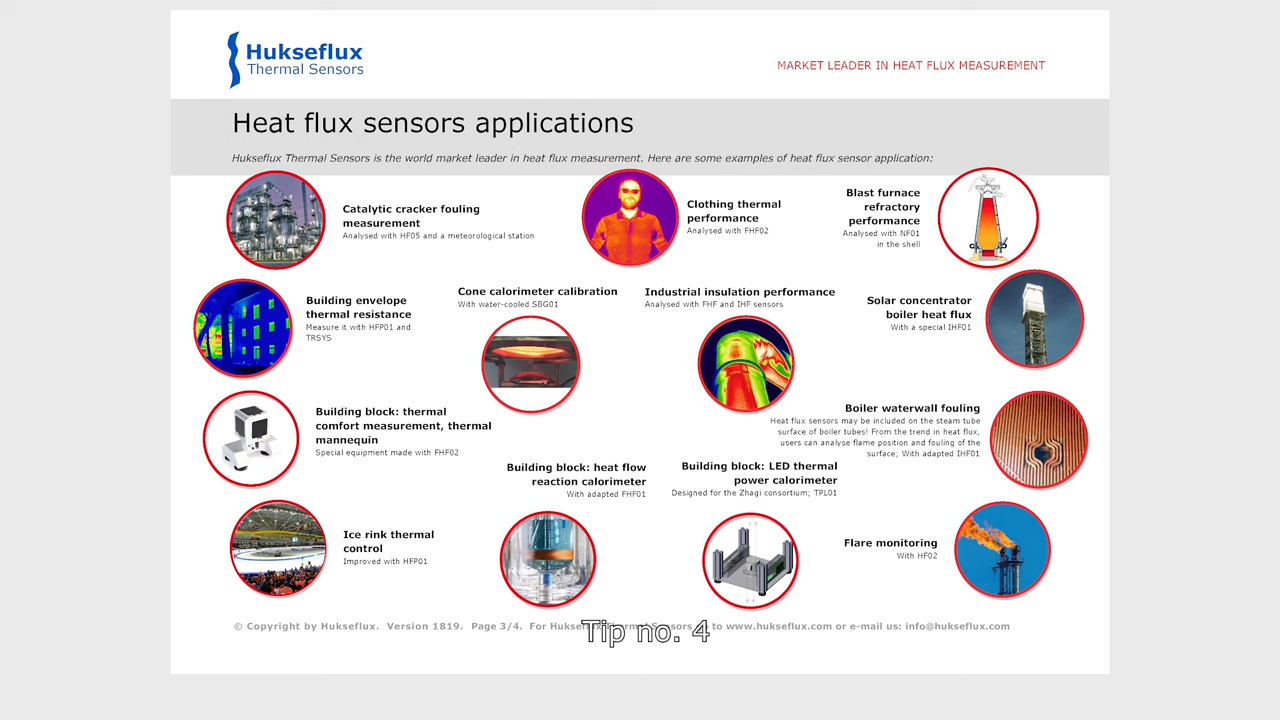 Hukseflux
Thermal Sensors
MARKET LEADER IN HEAT FLUX MEASUREMENT
Heat flux sensors applications
Hukseflux Thermal Sensors is the world market leader in heat flux measurement. Here are some examples of heat flux sensor application:
Catalytic cracker fouling
measurement
Analysed with HF05 and a meteorological station
Clothing thermal
performance
Analysed with FHF02
Blast furnace
refractory
performance
Analysed with NF01
in the shell
Building envelope
thermal resistance
Measure it with HFP01 and
TRSYS
Cone calorimeter calibration
With water-cooled SBG01
Industrial insulation performance
Analysed with FHF and IHF sensors
Solar concentrator
boiler heat flux
With a special IHF01
Building block: thermal
comfort measurement, thermal
mannequin
Special equipment made with FHF02
Boiler waterwall fouling
Heat flux sensors may be included on the steam tube
surface of boiler tubes! From the trend in heat flux,
users can analyse flame position and fouling of the
surface; With adapted IHF01
Building block: heat flow
reaction calorimeter
With adapted FHF01
Building block: LED thermal
power calorimeter
Designed for the Zhagi consortium; TPL01
Ice rink thermal
control
Improved with HFP01
Flare monitoring
With HF02
© Copyright by Hukseflux. Version 1819. Page 3/4. For Hukseflux Thermal Sensors to www.hukseflux.com or e-mail us: info@hukseflux.com
Tip no. 4